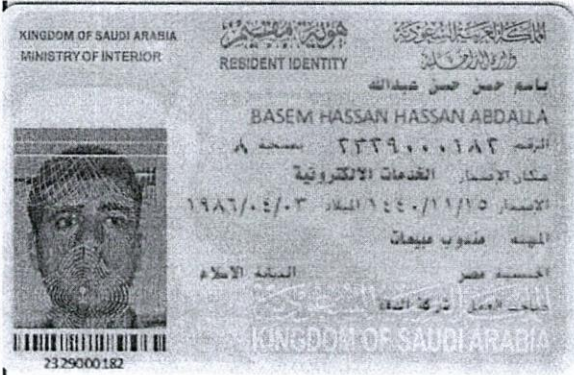 KINGDOM OF SAUDI ARABIA
MINISTRY OF INTERIOR
هوية مقيم
RESIDENT IDENTITY
المملكة العربية السعودية
وزارة الداخلية
باسم حسن حسن عبدالله
BASEM HASSAN HASSAN ABDALLA
الرقم ٢٣٢٩٠٠٠١٨٢ نسخة ٨
مكان الاصدار الخدمات الالكترونية
الاصدار ١٤٤٠/١١/١٥ الميلاد ١٩٨٦/٠٤/٠٣
المهنة مندوب مبيعات
الجنسية مصر الديانة الاسلام
صاحب العمل شركة
KINGDOM OF SAUDI ARABIA
2329000182